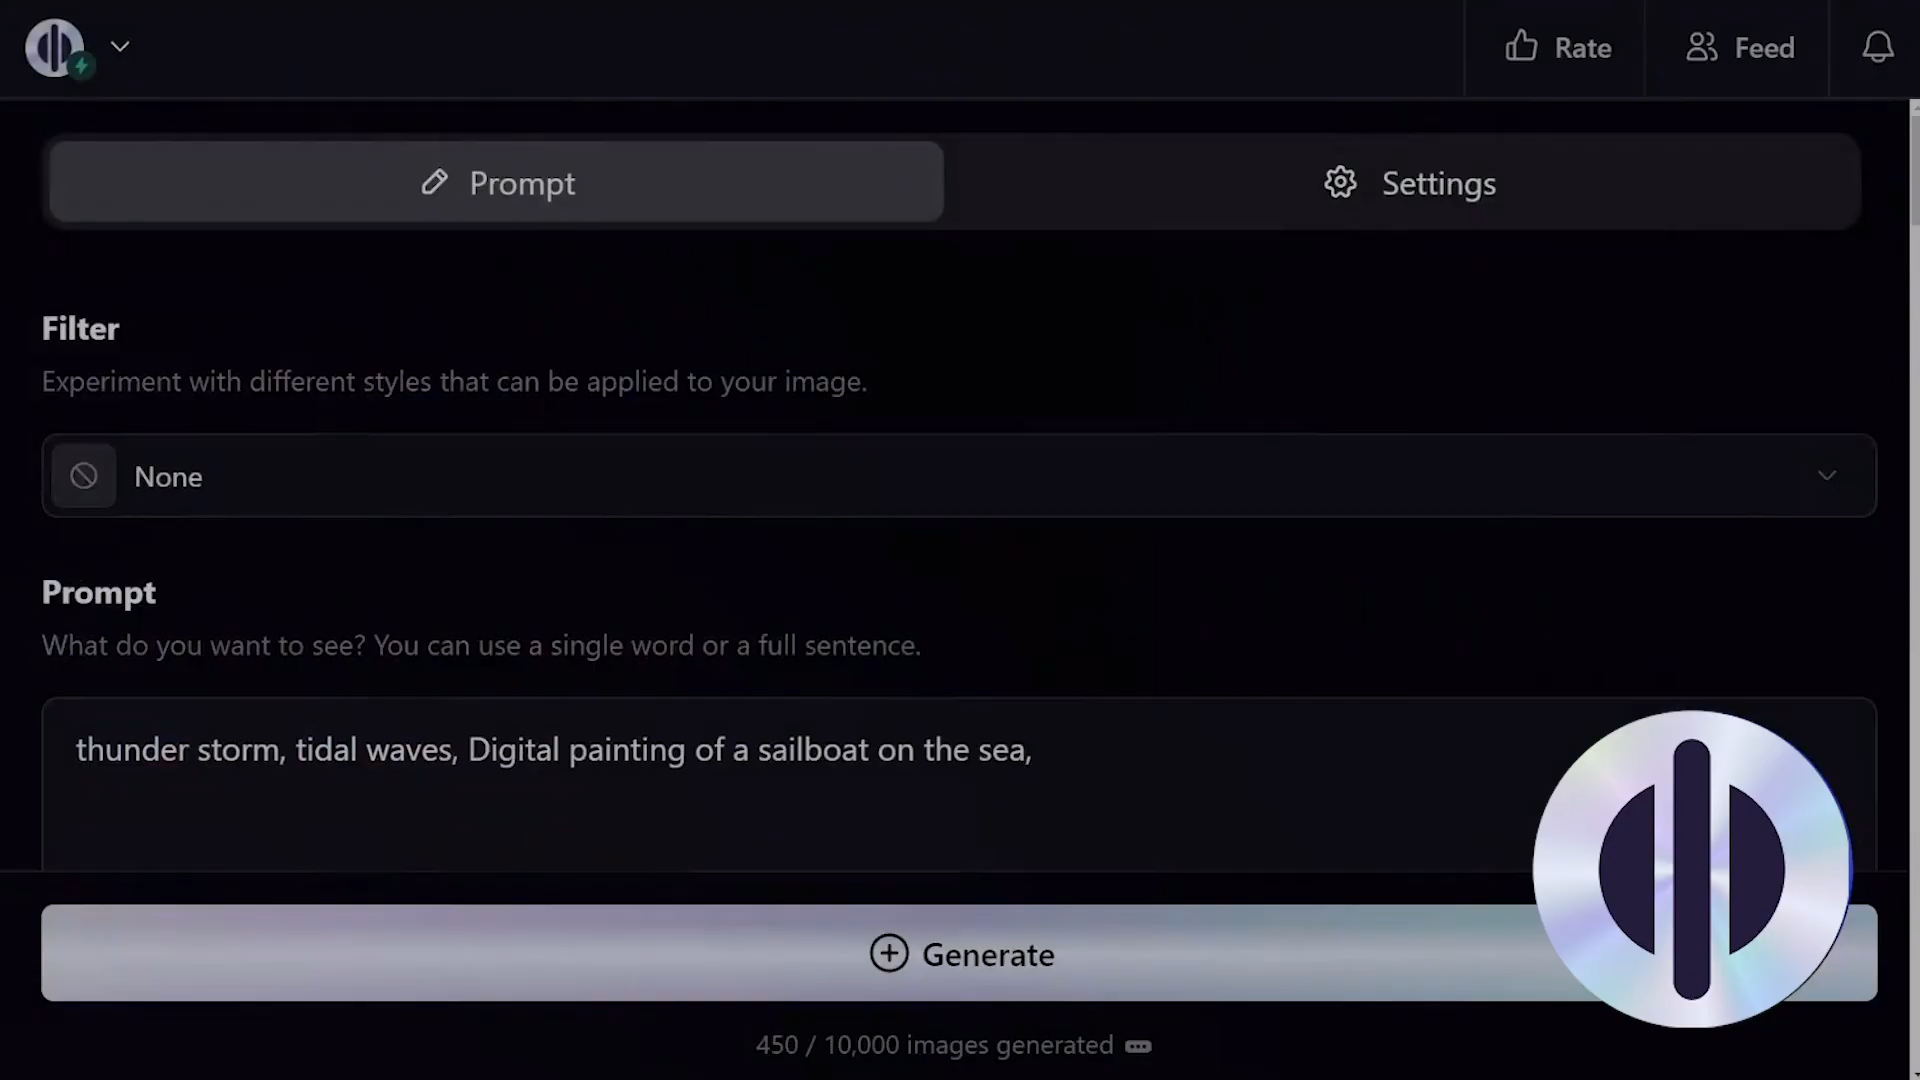 Rate
Feed
Prompt
Settings
Filter
Experiment with different styles that can be applied to your image.
None
Prompt
What do you want to see? You can use a single word or a full sentence.
thunder storm, tidal waves, Digital painting of a sailboat on the sea,
Generate
450 / 10,000 images generated